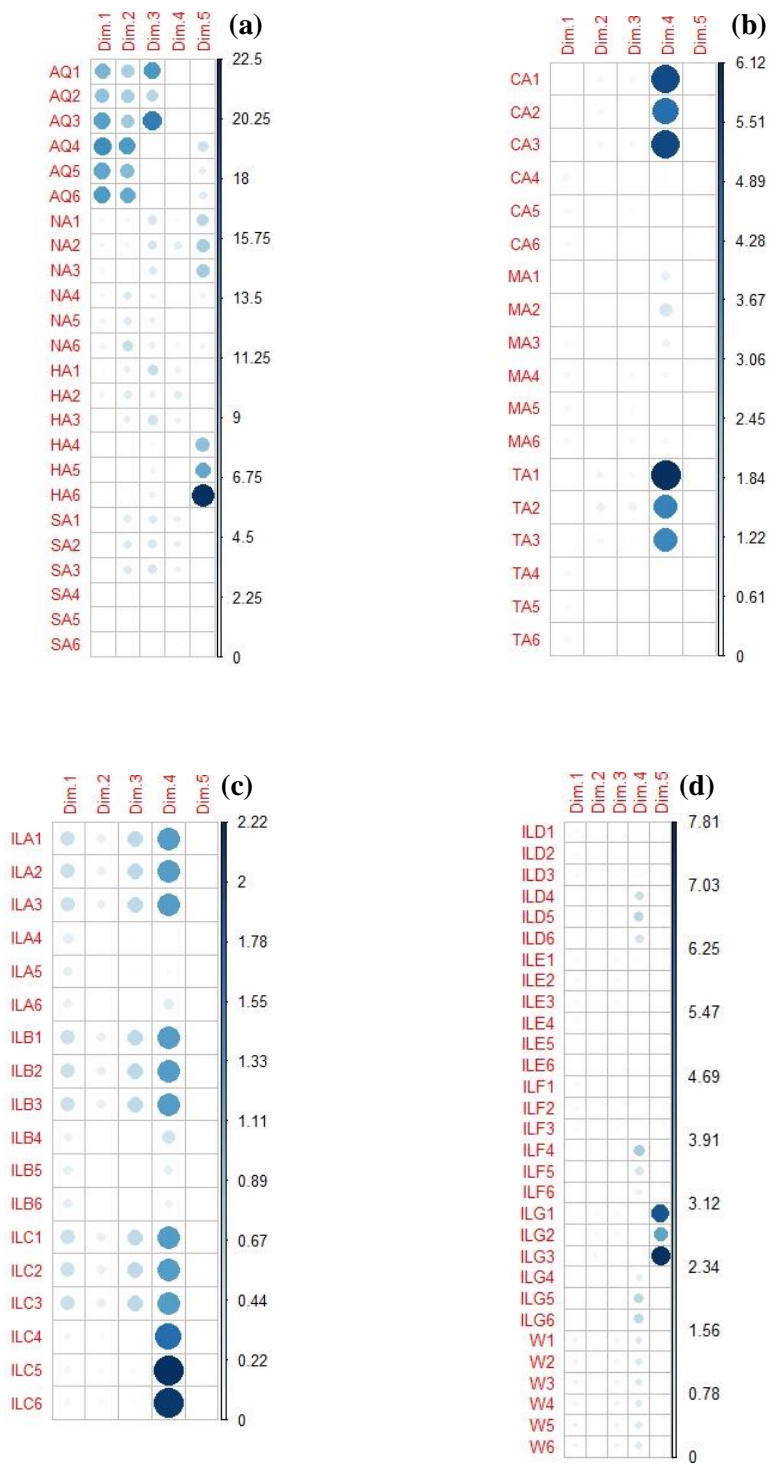 Dim.1 Dim.2 Dim.3 Dim.4 Dim.5 (a)
AQ1
AQ2
AQ3
AQ4
AQ5
AQ6
NA1
NA2
NA3
NA4
NA5
NA6
HA1
HA2
HA3
HA4
HA5
HA6
SA1
SA2
SA3
SA4
SA5
SA6
22.5
20.25
18
15.75
13.5
11.25
9
6.75
4.5
2.25
0
Dim.1 Dim.2 Dim.3 Dim.4 Dim.5 (b)
CA1
CA2
CA3
CA4
CA5
CA6
MA1
MA2
MA3
MA4
MA5
MA6
TA1
TA2
TA3
TA4
TA5
TA6
6.12
5.51
4.89
4.28
3.67
3.06
2.45
1.84
1.22
0.61
0
Dim.1 Dim.2 Dim.3 Dim.4 Dim.5 (c)
ILA1
ILA2
ILA3
ILA4
ILA5
ILA6
ILB1
ILB2
ILB3
ILB4
ILB5
ILB6
ILC1
ILC2
ILC3
ILC4
ILC5
ILC6
2.22
2
1.78
1.55
1.33
1.11
0.89
0.67
0.44
0.22
0
Dim.1 Dim.2 Dim.3 Dim.4 Dim.5 (d)
ILD1
ILD2
ILD3
ILD4
ILD5
ILD6
ILE1
ILE2
ILE3
ILE4
ILE5
ILE6
ILF1
ILF2
ILF3
ILF4
ILF5
ILF6
ILG1
ILG2
ILG3
ILG4
ILG5
ILG6
W1
W2
W3
W4
W5
W6
7.81
7.03
6.25
5.47
4.69
3.91
3.12
2.34
1.56
0.78
0